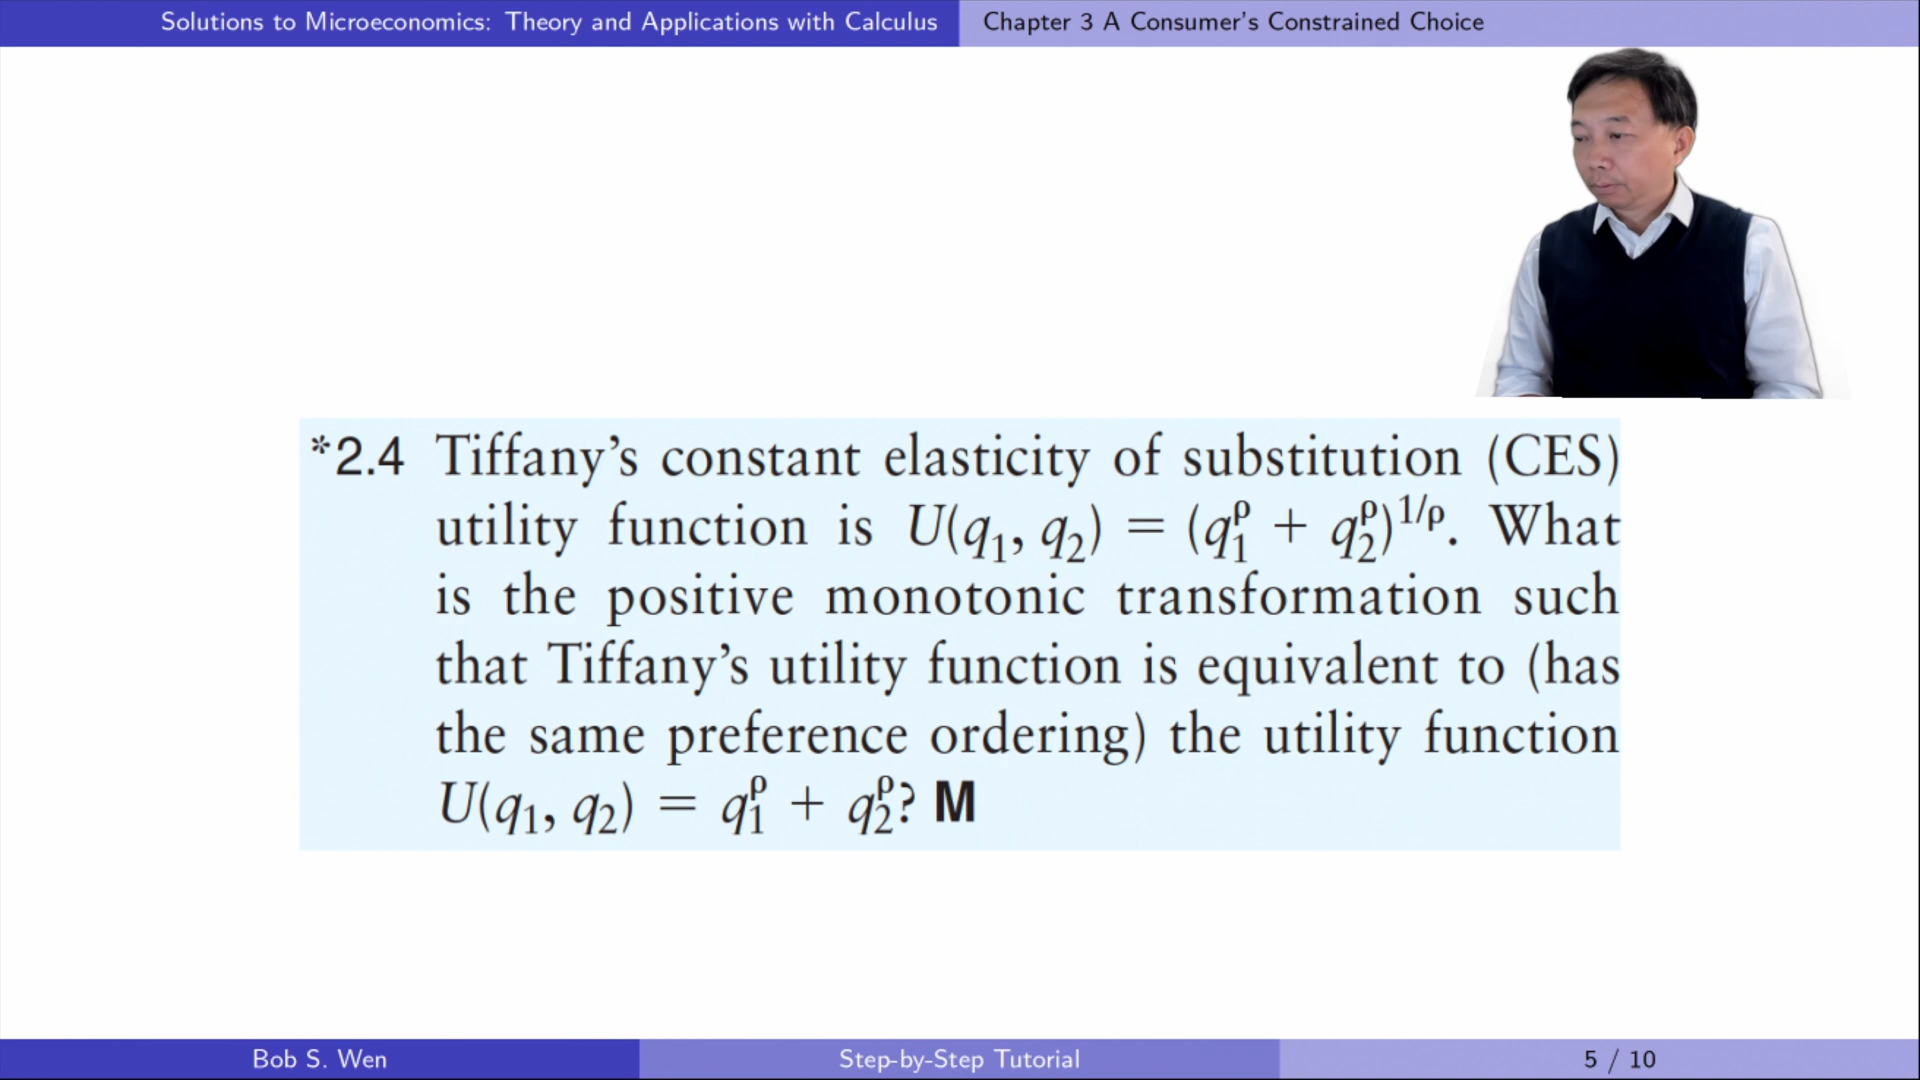 Solutions to Microeconomics: Theory and Applications with Calculus
Chapter 3 A Consumer's Constrained Choice
*2.4 Tiffany's constant elasticity of substitution (CES)
utility function is U(q₁, q₂) = (q₁^ρ + q₂^ρ)^1/ρ. What
is the positive monotonic transformation such
that Tiffany's utility function is equivalent to (has
the same preference ordering) the utility function
U(q₁, q₂) = q₁^ρ + q₂^ρ? M
Bob S. Wen
Step-by-Step Tutorial
5 / 10